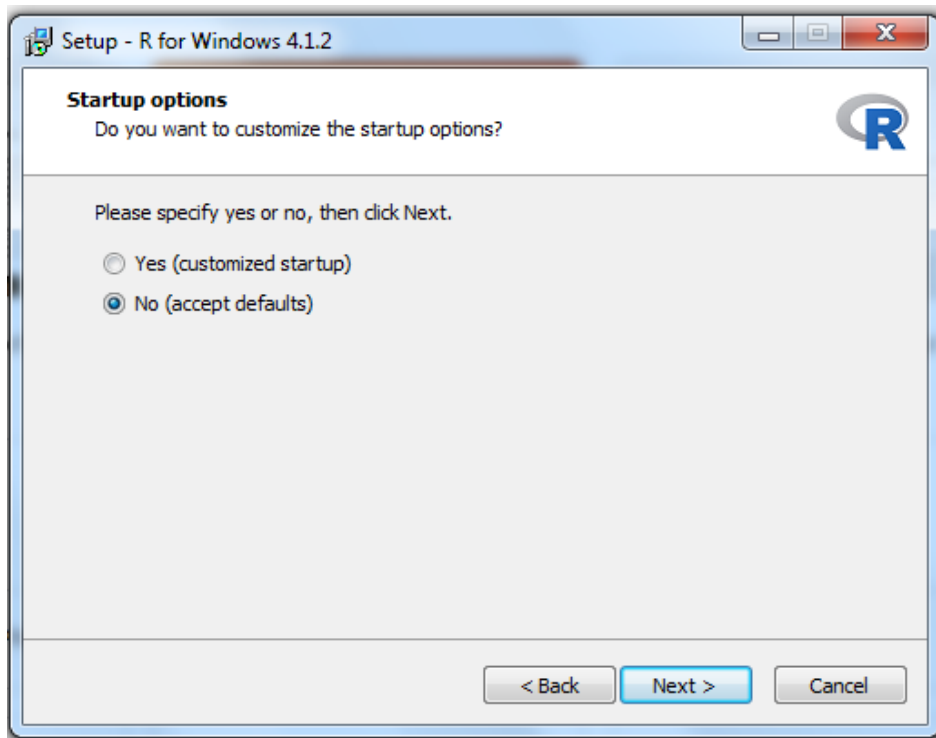 Setup - R for Windows 4.1.2
Startup options
Do you want to customize the startup options?
R
Please specify yes or no, then click Next.
Yes (customized startup)
No (accept defaults)
< Back
Next >
Cancel